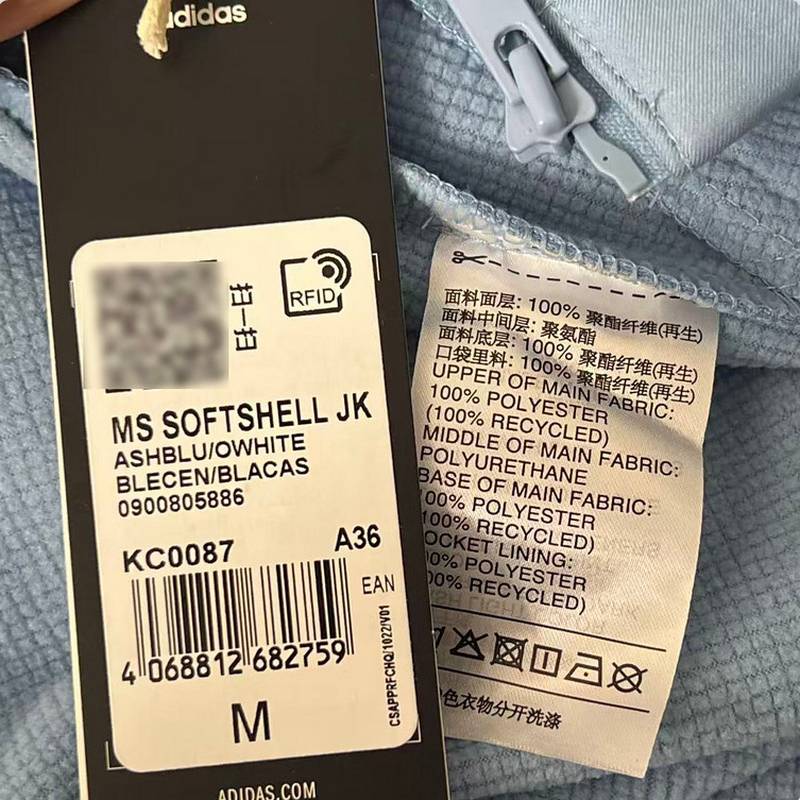 adidas
RFID
扫一扫
MS SOFTSHELL JK
ASHBLU/OWHITE
BLECEN/BLACAS
0900805886
KC0087
A36
EAN
4 068812 682759
CSAPPRFCHQ/1022/V01
M
ADIDAS.COM
面料面层: 100% 聚酯纤维(再生)
面料中间层: 聚氨酯
面料底层: 100% 聚酯纤维(再生)
口袋里料: 100% 聚酯纤维(再生)
UPPER OF MAIN FABRIC:
100% POLYESTER
(100% RECYCLED)
MIDDLE OF MAIN FABRIC:
POLYURETHANE
BASE OF MAIN FABRIC:
100% POLYESTER
100% RECYCLED)
OCKET LINING:
00% POLYESTER
00% RECYCLED)
色衣物分开洗涤